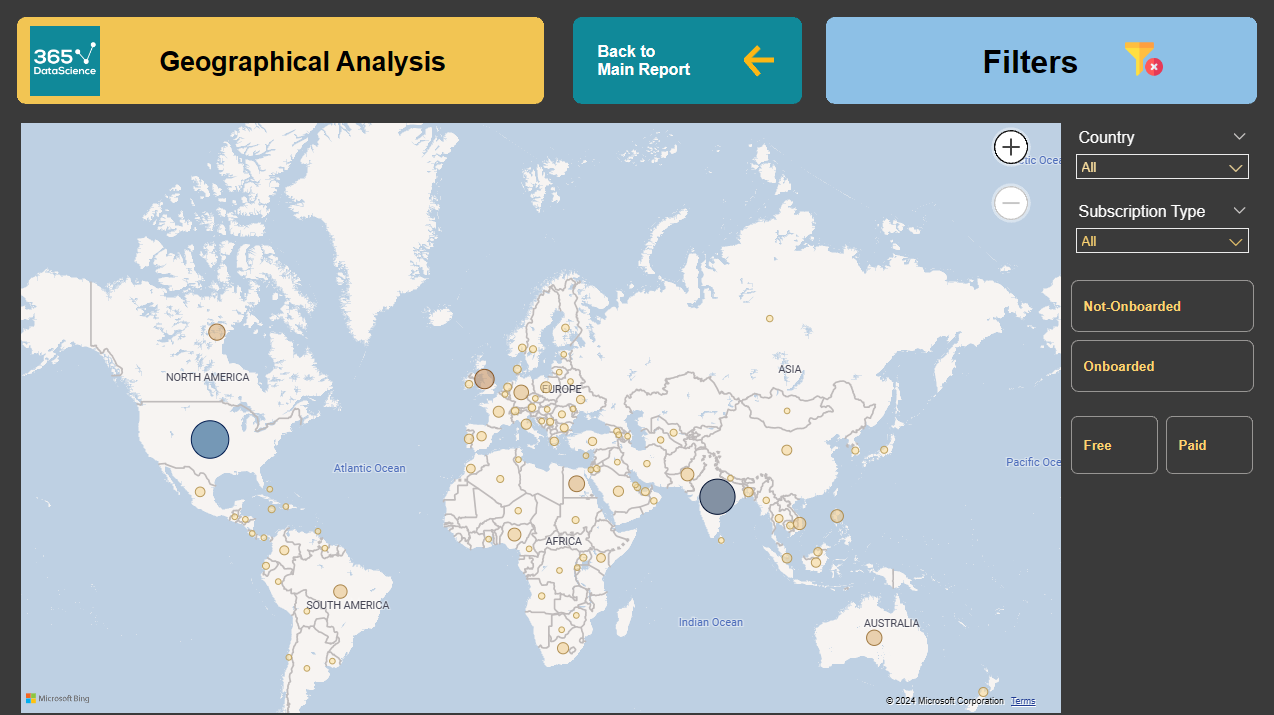 365
DataScience
Geographical Analysis
Back to
Main Report
Filters
Country
All
Subscription Type
All
Not-Onboarded
Onboarded
Free
Paid
tic Ocea
NORTH AMERICA
EUROPE
ASIA
Atlantic Ocean
Pacific Oce
AFRICA
SOUTH AMERICA
Indian Ocean
AUSTRALIA
Microsoft Bing
© 2024 Microsoft Corporation Terms